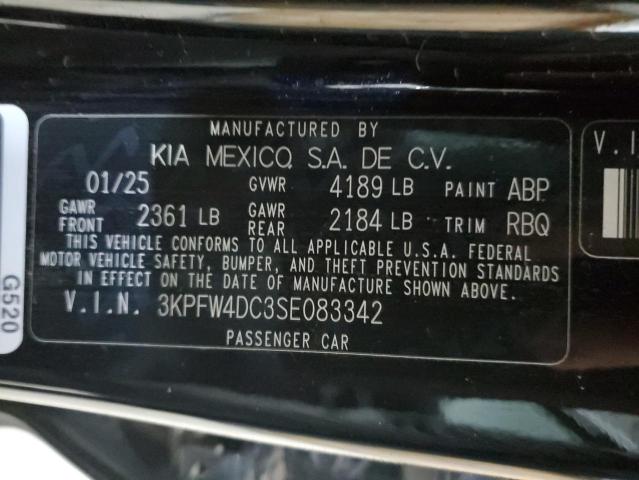 MANUFACTURED BY
KIA MEXICO, S.A. DE C.V.
01/25 GVWR 4189 LB PAINT ABP
GAWR FRONT 2361 LB GAWR REAR 2184 LB TRIM RBQ
THIS VEHICLE CONFORMS TO ALL APPLICABLE U.S.A. FEDERAL
MOTOR VEHICLE SAFETY, BUMPER, AND THEFT PREVENTION STANDARDS
IN EFFECT ON THE DATE OF MANUFACTURE SHOWN ABOVE.
V.I.N. 3KPFW4DC3SE083342
PASSENGER CAR
G520
V.I